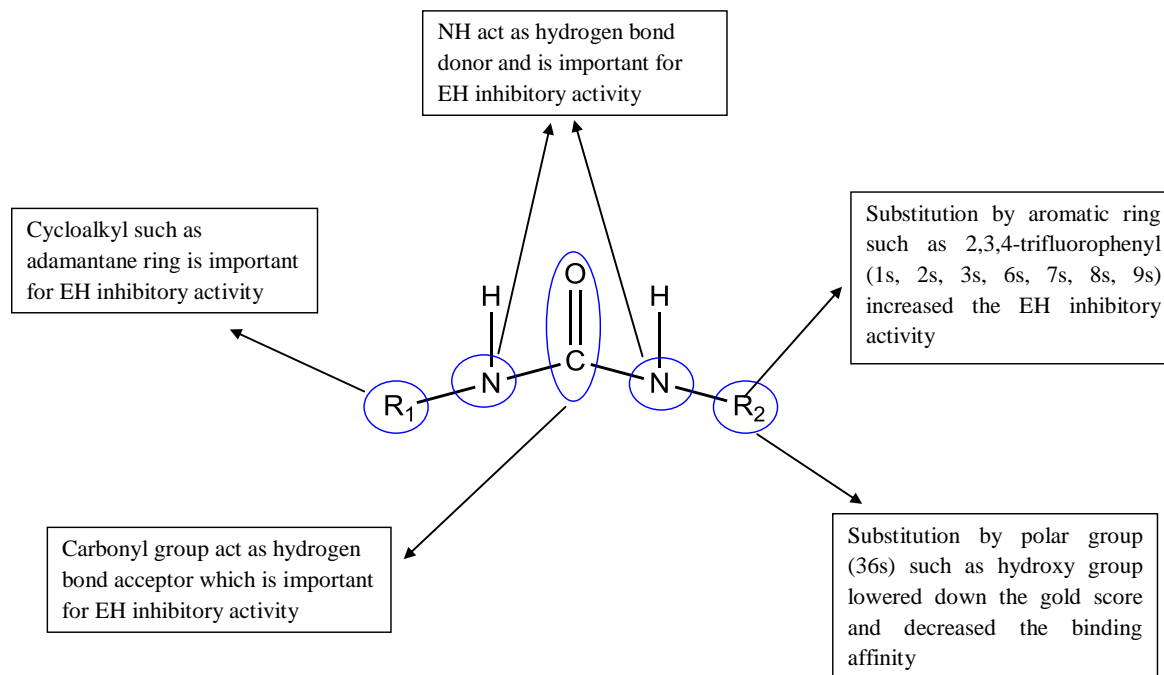 NH act as hydrogen bond
donor and is important for
EH inhibitory activity
Cycloalkyl such as
adamantane ring is important
for EH inhibitory activity
Substitution by aromatic ring
such as 2,3,4-trifluorophenyl
(1s, 2s, 3s, 6s, 7s, 8s, 9s)
increased the EH inhibitory
activity
O
H H
C
N N
R1 R2
Carbonyl group act as hydrogen
bond acceptor which is important
for EH inhibitory activity
Substitution by polar group
(36s) such as hydroxy group
lowered down the gold score
and decreased the binding
affinity